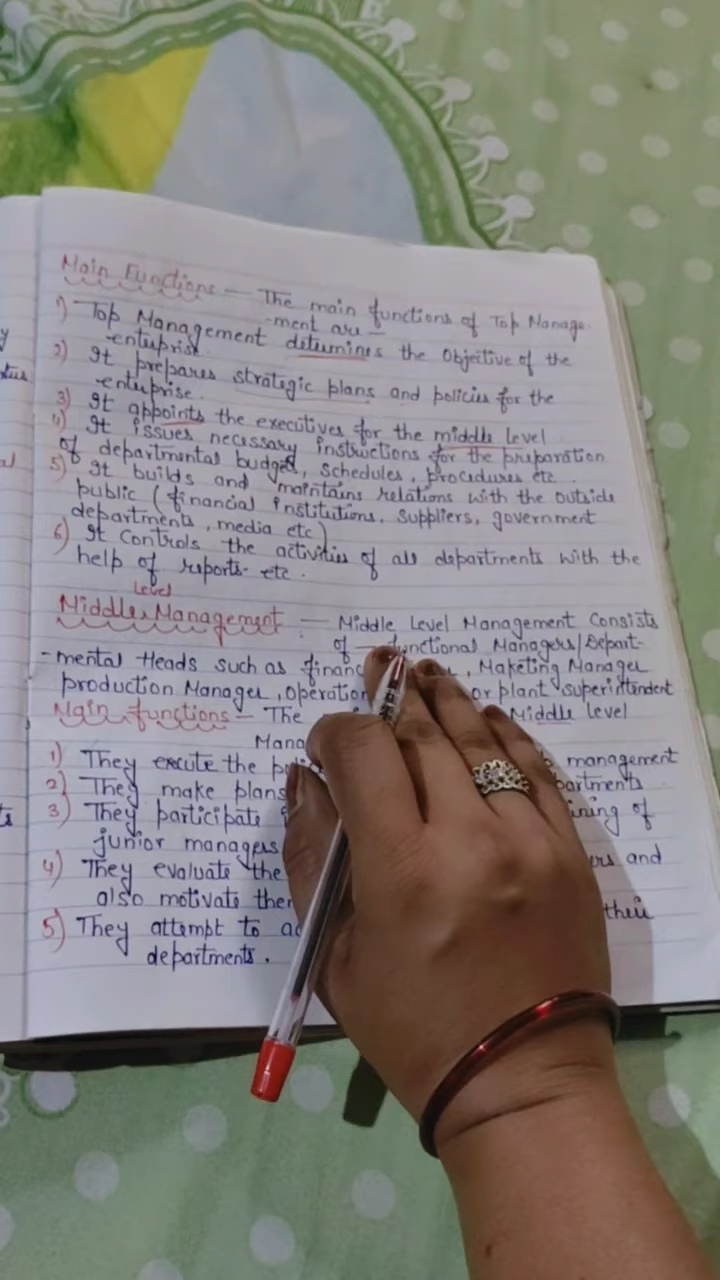 Main Functions — The main functions of Top Manage-
-ment are —
1) Top Management determines the Objective of the
enterprise.
2) It prepares strategic plans and policies for the
enterprise.
3) It appoints the executives for the middle level
4) It issues necessary instructions for the preparation
of departmental budget, schedules, procedures etc.
5) It builds and maintains relations with the outside
public (financial institutions, suppliers, government
departments, media etc)
6) It controls the activities of all departments with the
help of reports etc.
Middle Level Management :— Middle Level Management Consists
of — functional Managers/Depart-
-mental Heads such as financ , Maketing Manager
production Manager, operation or plant superintendent
Main functions — The Middle level
Mana
1) They excute the management
2) They make plans partments
3) They participate ining of
junior managers
4) They evaluate the ers and
also motivate
5) They attempt to their
departments.